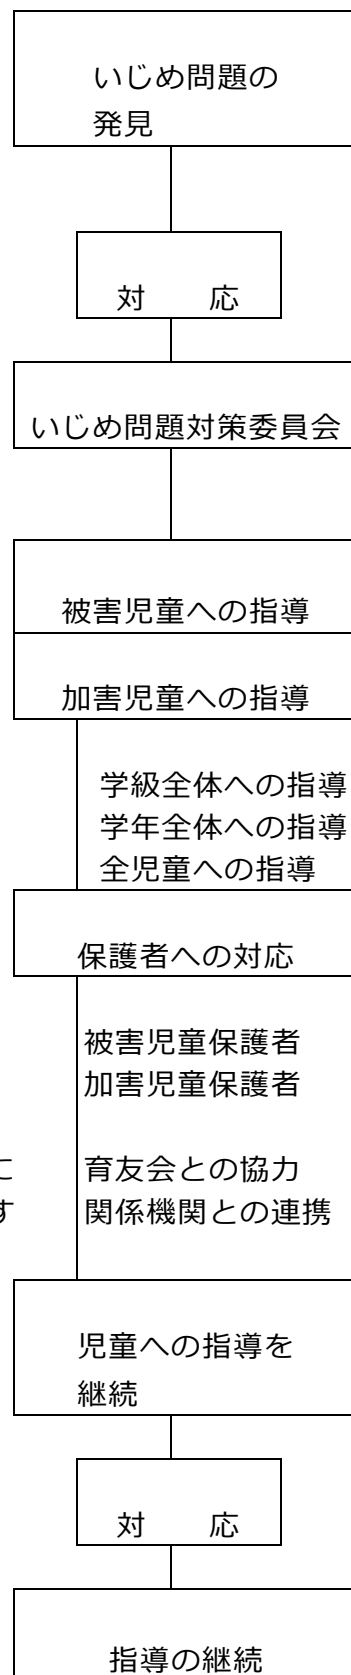 いじめ問題の
発見
対　　応
いじめ問題対策委員会
被害児童への指導
加害児童への指導
学級全体への指導
学年全体への指導
全児童への指導
保護者への対応
被害児童保護者
加害児童保護者
に
育友会との協力
す
関係機関との連携
児童への指導を
継続
対　　応
指導の継続